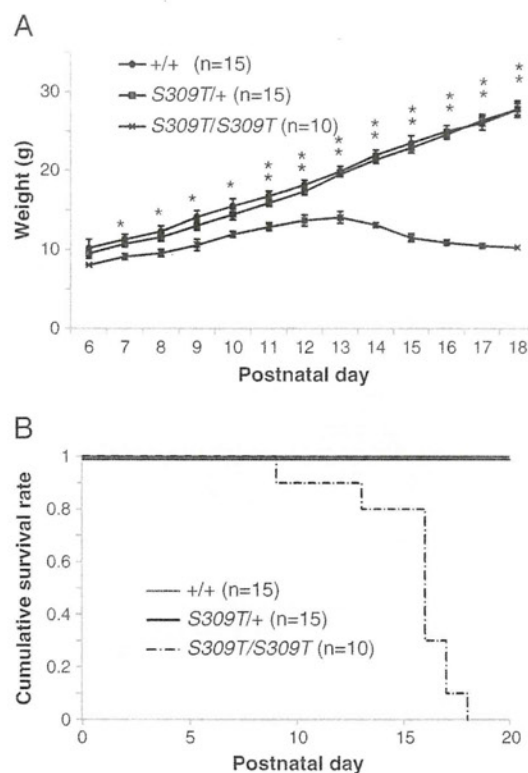 A
+/+ (n=15)
S309T/+ (n=15)
S309T/S309T (n=10)
Weight (g)
30
20
10
0
* * * * ** ** ** ** ** ** ** **
6 7 8 9 10 11 12 13 14 15 16 17 18
Postnatal day
B
Cumulative survival rate
1
0.8
0.6
0.4
0.2
0
+/+ (n=15)
S309T/+ (n=15)
S309T/S309T (n=10)
0 5 10 15 20
Postnatal day